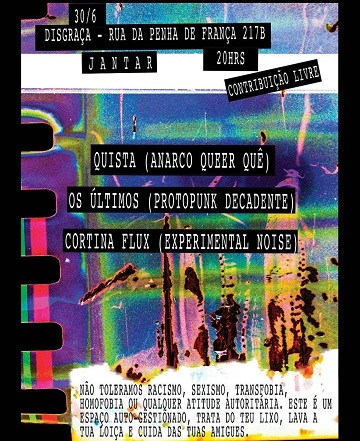 30/6
DISGRAÇA - RUA DA PENHA DE FRANÇA 217B
JANTAR
20HRS
CONTRIBUIÇÃO LIVRE
QUISTA (ANARCO QUEER QUÊ)
OS ÚLTIMOS (PROTOPUNK DECADENTE)
CORTINA FLUX (EXPERIMENTAL NOISE)
NÃO TOLERAMOS RACISMO, SEXISMO, TRANSFOBIA,
HOMOFOBIA OU QUALQUER ATITUDE AUTORITÁRIA. ESTE É UM
ESPAÇO AUTO-GESTIONADO, TRATA DO TEU LIXO, LAVA A
TUA LOIÇA E CUIDA DAS TUAS AMIGUES.